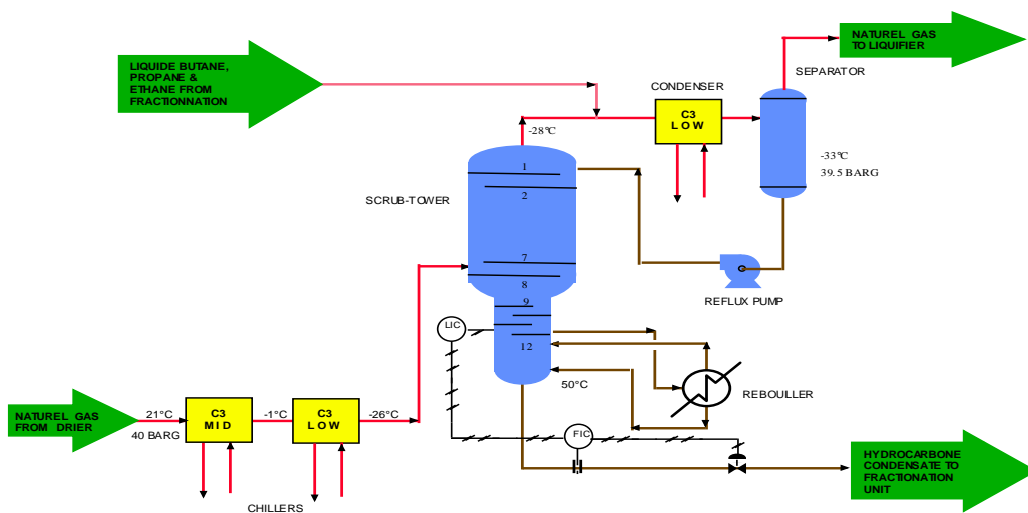 LIQUIDE BUTANE,
PROPANE &
ETHANE FROM
FRACTIONNATION
NATUREL GAS
TO LIQUIFIER
SEPARATOR
CONDENSER
C3
LOW
-28°C
-33°C
39.5 BARG
SCRUB-TOWER
1
2
7
8
9
12
REFLUX PUMP
LIC
50°C
REBOUILLER
NATUREL GAS
FROM DRIER
21°C
40 BARG
C3
MID
-1°C
C3
LOW
-26°C
CHILLERS
FIC
HYDROCARBONE
CONDENSATE TO
FRACTIONATION
UNIT